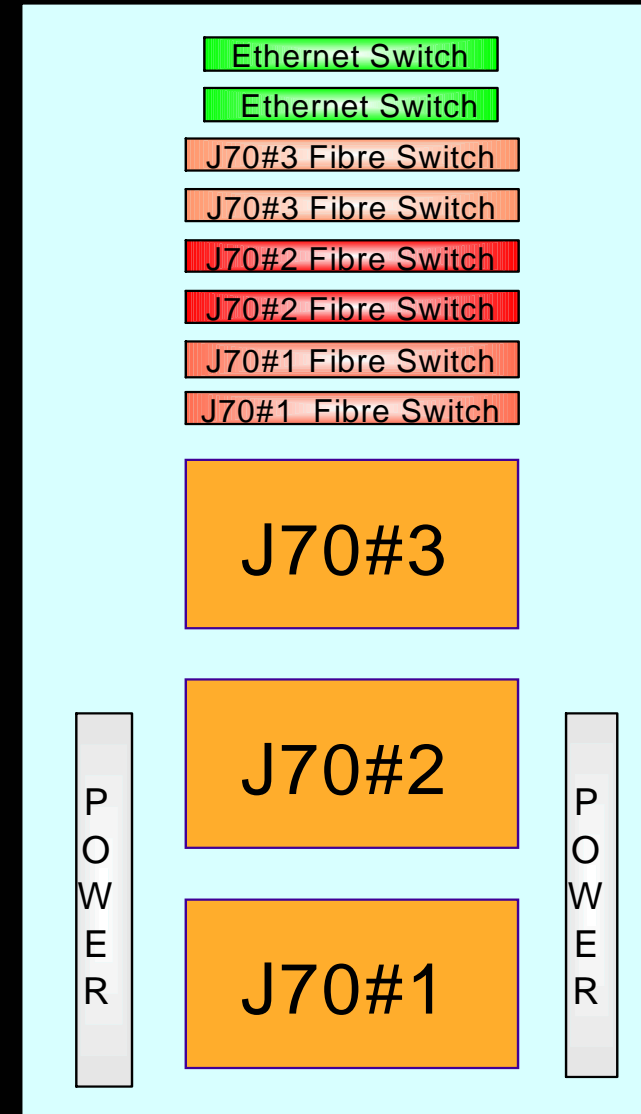 Ethernet Switch
Ethernet Switch
J70#3 Fibre Switch
J70#3 Fibre Switch
J70#2 Fibre Switch
J70#2 Fibre Switch
J70#1 Fibre Switch
J70#1 Fibre Switch
J70#3
J70#2
J70#1
P
O
W
E
R
P
O
W
E
R